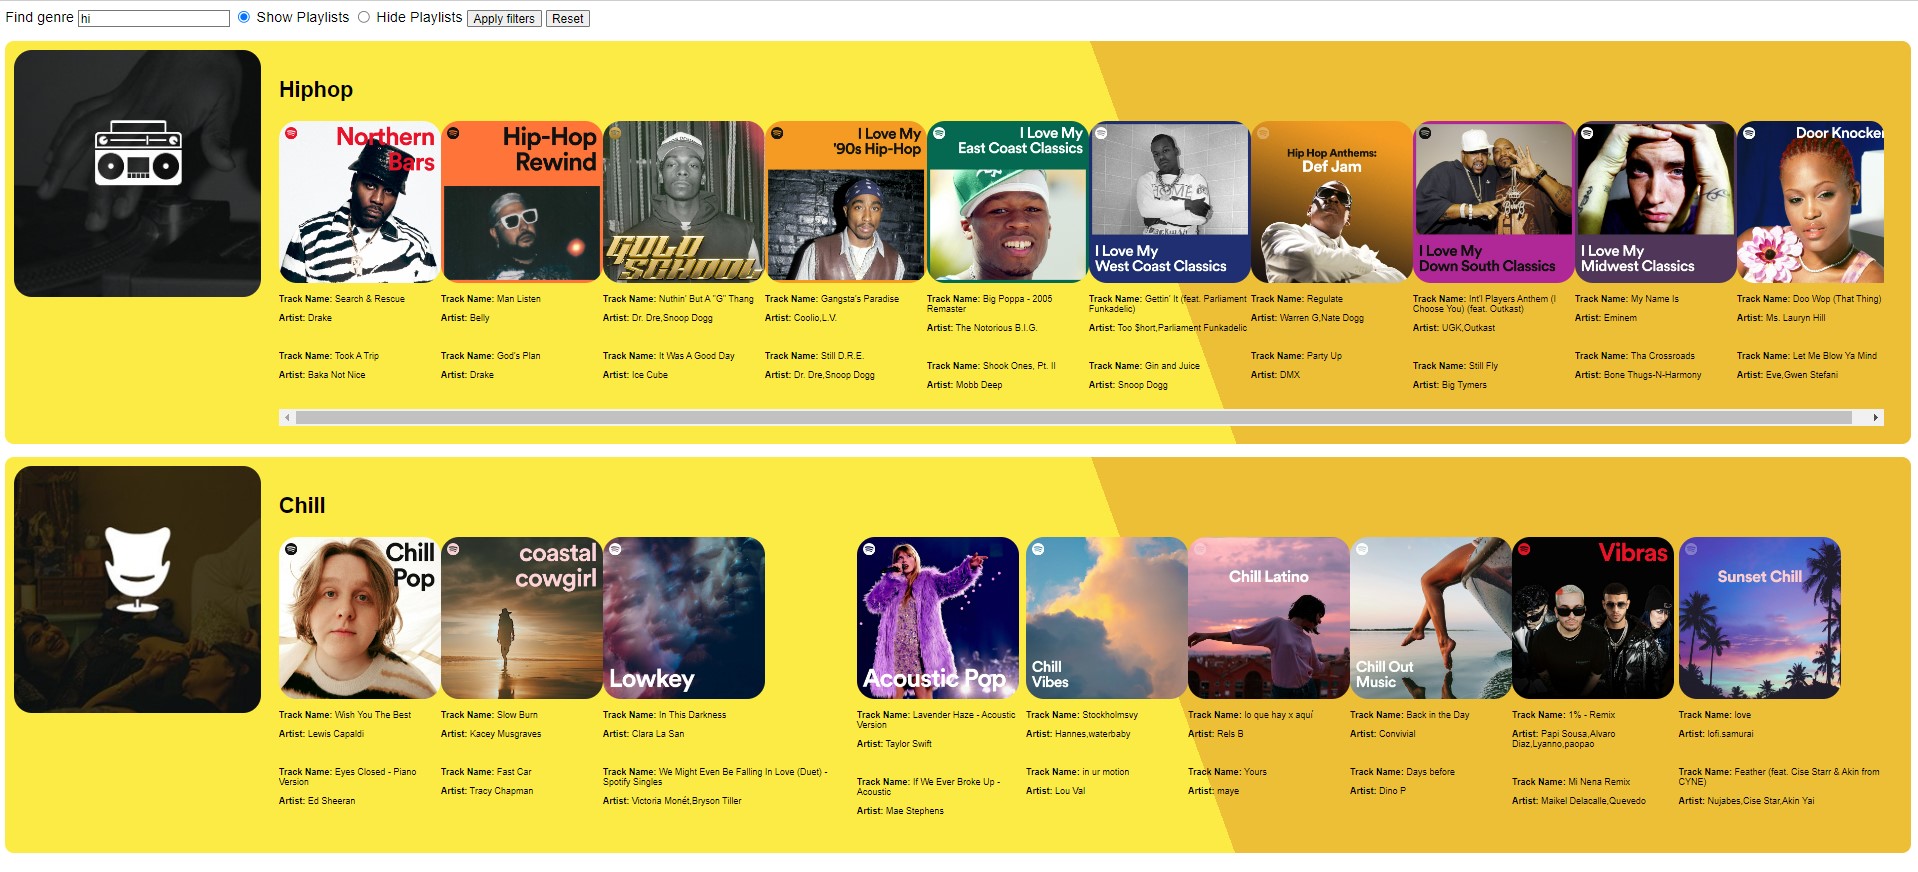 Find genre hi Show Playlists Hide Playlists Apply filters Reset
Hiphop
Northern
Bars
Hip-Hop
Rewind
GOLD
SCHOOL
I Love My
'90s Hip-Hop
I Love My
East Coast Classics
I Love My
West Coast Classics
Hip Hop Anthems:
Def Jam
I Love My
Down South Classics
I Love My
Midwest Classics
Door Knocker
Track Name: Search & Rescue
Artist: Drake
Track Name: Took A Trip
Artist: Baka Not Nice
Track Name: Man Listen
Artist: Belly
Track Name: God's Plan
Artist: Drake
Track Name: Nuthin' But A "G" Thang
Artist: Dr. Dre,Snoop Dogg
Track Name: It Was A Good Day
Artist: Ice Cube
Track Name: Gangsta's Paradise
Artist: Coolio,L.V.
Track Name: Still D.R.E.
Artist: Dr. Dre,Snoop Dogg
Track Name: Big Poppa - 2005
Remaster
Artist: The Notorious B.I.G.
Track Name: Shook Ones, Pt. II
Artist: Mobb Deep
Track Name: Gettin' It (feat. Parliament
Funkadelic)
Artist: Too $hort,Parliament Funkadelic
Track Name: Gin and Juice
Artist: Snoop Dogg
Track Name: Regulate
Artist: Warren G,Nate Dogg
Track Name: Party Up
Artist: DMX
Track Name: Int'l Players Anthem (I
Choose You) (feat. Outkast)
Artist: UGK,Outkast
Track Name: Still Fly
Artist: Big Tymers
Track Name: My Name Is
Artist: Eminem
Track Name: Tha Crossroads
Artist: Bone Thugs-N-Harmony
Track Name: Doo Wop (That Thing)
Artist: Ms. Lauryn Hill
Track Name: Let Me Blow Ya Mind
Artist: Eve,Gwen Stefani
Chill
Chill
Pop
coastal
cowgirl
Lowkey
Acoustic Pop
Chill
Vibes
Chill Latino
Chill Out
Music
Vibras
Sunset Chill
Track Name: Wish You The Best
Artist: Lewis Capaldi
Track Name: Eyes Closed - Piano
Version
Artist: Ed Sheeran
Track Name: Slow Burn
Artist: Kacey Musgraves
Track Name: Fast Car
Artist: Tracy Chapman
Track Name: In This Darkness
Artist: Clara La San
Track Name: We Might Even Be Falling In Love (Duet) -
Spotify Singles
Artist: Victoria Monét,Bryson Tiller
Track Name: Lavender Haze - Acoustic
Version
Artist: Taylor Swift
Track Name: If We Ever Broke Up -
Acoustic
Artist: Mae Stephens
Track Name: Stockholmsvy
Artist: Hannes,waterbaby
Track Name: in ur motion
Artist: Lou Val
Track Name: lo que hay x aquí
Artist: Rels B
Track Name: Yours
Artist: maye
Track Name: Back in the Day
Artist: Convivial
Track Name: Days before
Artist: Dino P
Track Name: 1% - Remix
Artist: Papi Sousa,Alvaro
Diaz,Lyanno,paopao
Track Name: Mi Nena Remix
Artist: Maikel Delacalle,Quevedo
Track Name: love
Artist: lofi.samurai
Track Name: Feather (feat. Cise Starr & Akin from
CYNE)
Artist: Nujabes,Cise Star,Akin Yai